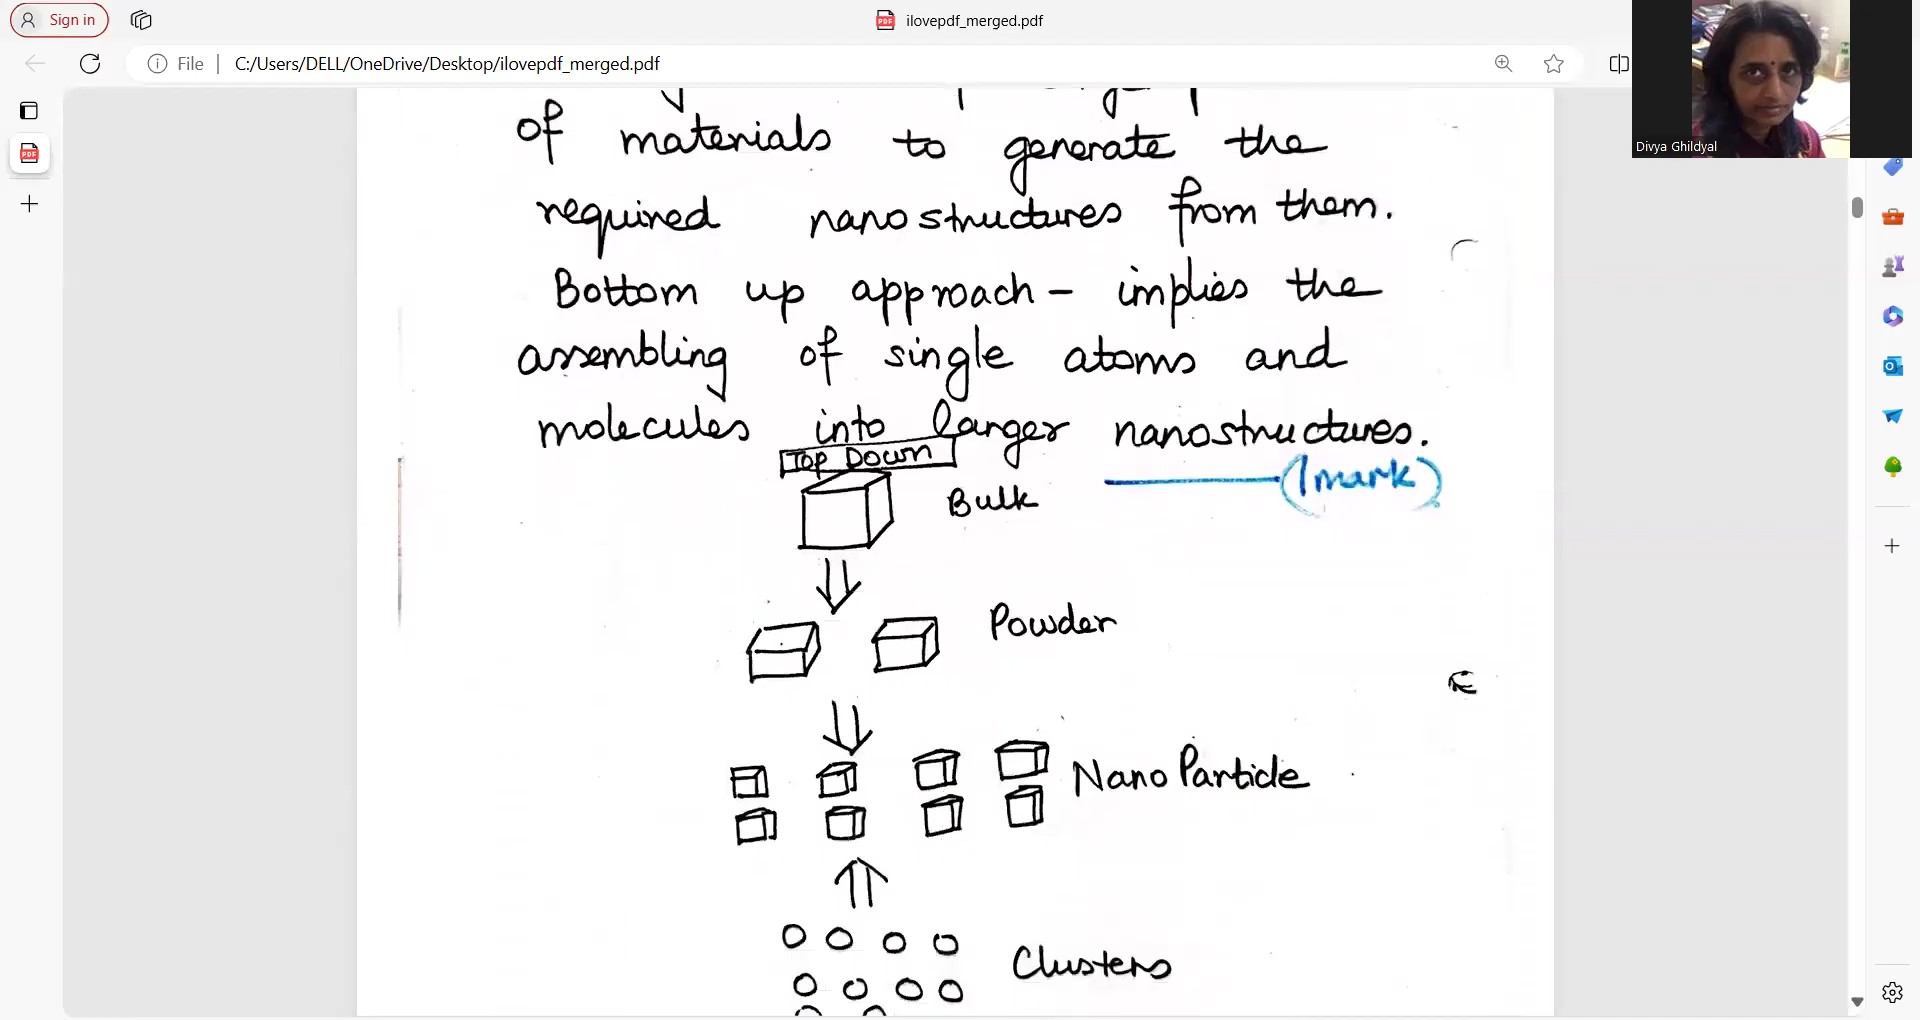 Sign in
ilovepdf_merged.pdf
File
C:/Users/DELL/OneDrive/Desktop/ilovepdf_merged.pdf
Divya Ghildyal
of materials to generate the
required nanostructures from them.
Bottom up approach - implies the
assembling of single atoms and
molecules into larger nanostructures.
Top Down
(1 mark)
Bulk
Powder
Nano Particle
Clusters